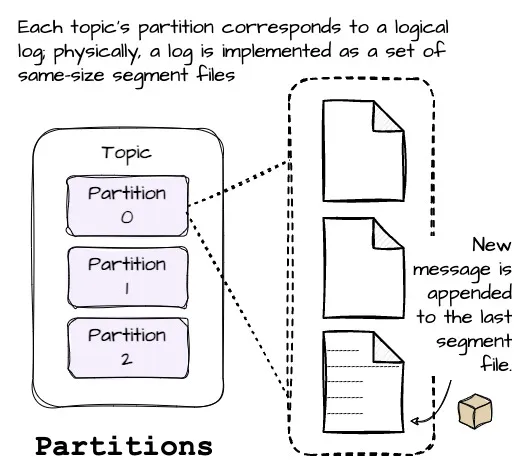 Each topic's partition corresponds to a logical
log; physically, a log is implemented as a set of
same-size segment files
Topic
Partition
0
Partition
1
Partition
2
New
message is
appended
to the last
segment
file.
Partitions